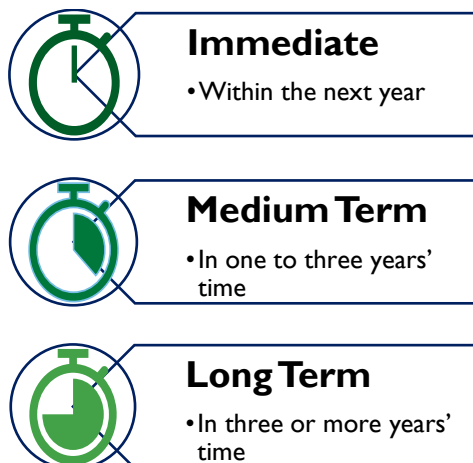 Immediate
•Within the next year
Medium Term
•In one to three years’
time
Long Term
•In three or more years’
time